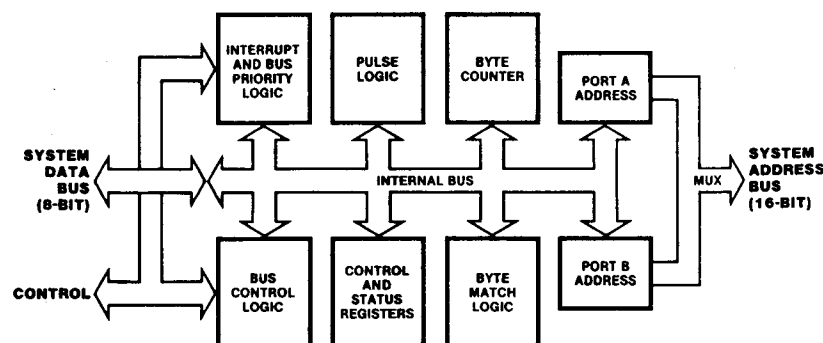 INTERRUPT
AND BUS
PRIORITY
LOGIC
PULSE
LOGIC
BYTE
COUNTER
PORT A
ADDRESS
SYSTEM
DATA
BUS
(8-BIT)
INTERNAL BUS
MUX
SYSTEM
ADDRESS
BUS
(16-BIT)
CONTROL
BUS
CONTROL
LOGIC
CONTROL
AND
STATUS
REGISTERS
BYTE
MATCH
LOGIC
PORT B
ADDRESS